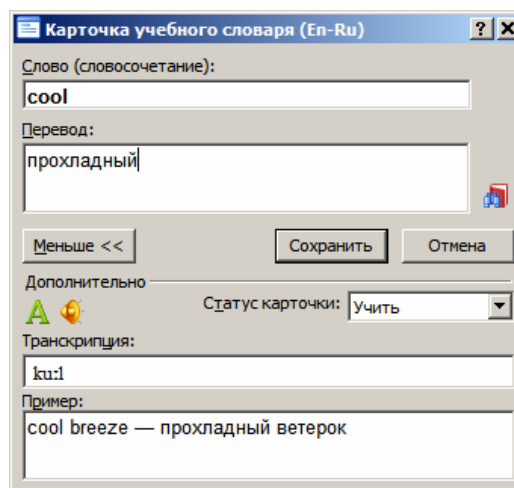 Карточка учебного словаря (En-Ru)
Слово (словосочетание):
cool
Перевод:
прохладный
Меньше << Сохранить Отмена
Дополнительно
Статус карточки: Учить
Транскрипция:
ku:l
Пример:
cool breeze — прохладный ветерок